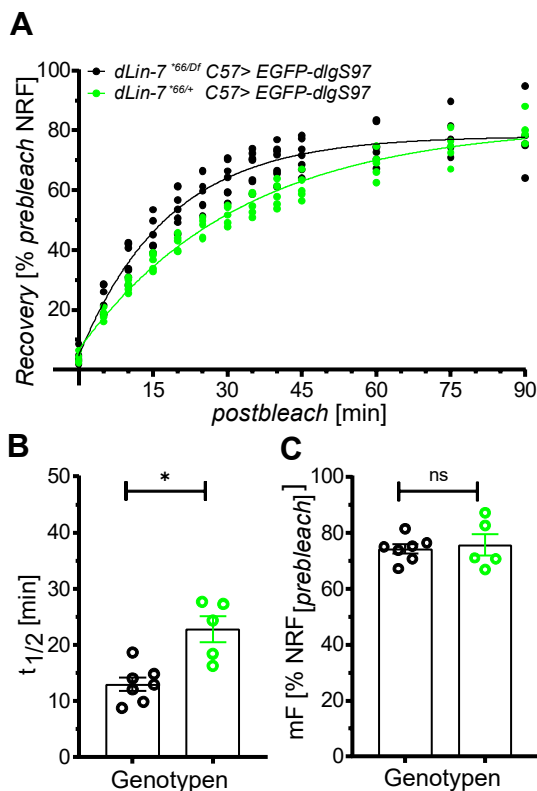 A
dLin-7 *66/Df C57> EGFP-dlgS97
dLin-7 *66/+ C57> EGFP-dlgS97
Recovery [% prebleach NRF]
100
80
60
40
20
15
30
45
60
75
90
postbleach [min]
B
t1/2 [min]
50
40
30
20
10
0
*
Genotypen
C
mF [% NRF[prebleach]]
100
80
60
40
20
0
ns
Genotypen